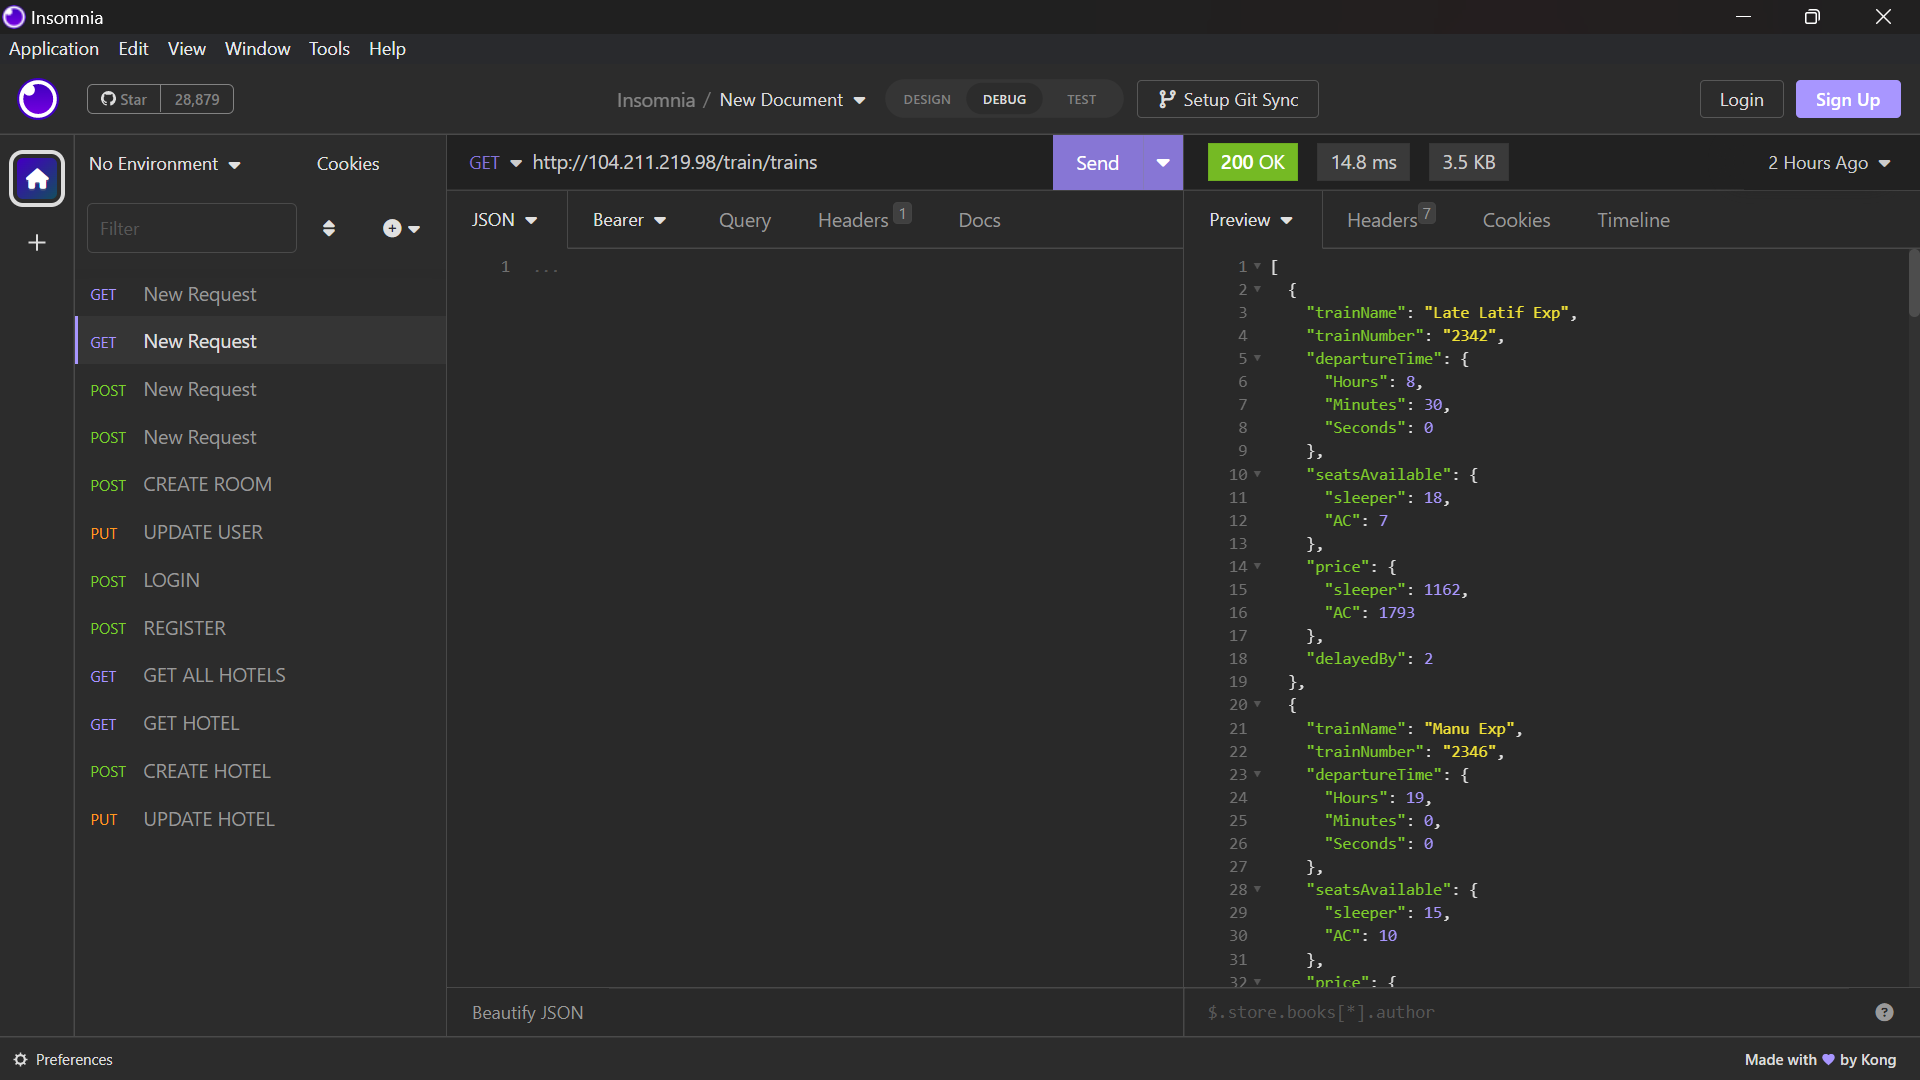 Insomnia
Application Edit View Window Tools Help
Star 28,879
Insomnia / New Document
DESIGN DEBUG TEST
Setup Git Sync
Login Sign Up
No Environment Cookies
Filter
GET New Request
GET New Request
POST New Request
POST New Request
POST CREATE ROOM
PUT UPDATE USER
POST LOGIN
POST REGISTER
GET GET ALL HOTELS
GET GET HOTEL
POST CREATE HOTEL
PUT UPDATE HOTEL
GET http://104.211.219.98/train/trains Send
JSON Bearer Query Headers 1 Docs
1 ...
Beautify JSON
200 OK 14.8 ms 3.5 KB 2 Hours Ago
Preview Headers 7 Cookies Timeline
1 [
2 {
3 "trainName": "Late Latif Exp",
4 "trainNumber": "2342",
5 "departureTime": {
6 "Hours": 8,
7 "Minutes": 30,
8 "Seconds": 0
9 },
10 "seatsAvailable": {
11 "sleeper": 18,
12 "AC": 7
13 },
14 "price": {
15 "sleeper": 1162,
16 "AC": 1793
17 },
18 "delayedBy": 2
19 },
20 {
21 "trainName": "Manu Exp",
22 "trainNumber": "2346",
23 "departureTime": {
24 "Hours": 19,
25 "Minutes": 0,
26 "Seconds": 0
27 },
28 "seatsAvailable": {
29 "sleeper": 15,
30 "AC": 10
31 },
32 "price": {
$.store.books[*].author
Preferences
Made with 💜 by Kong